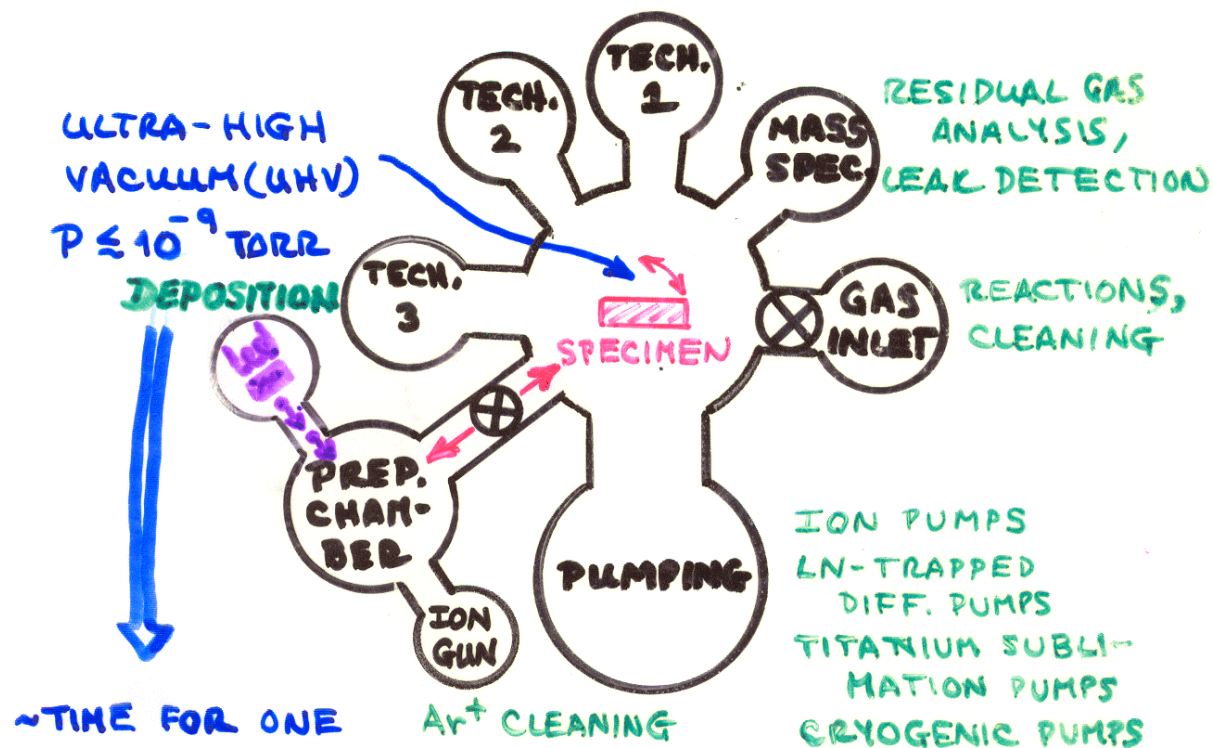 TECH.
1
TECH.
2
MASS
SPEC.
RESIDUAL GAS
ANALYSIS,
LEAK DETECTION
ULTRA-HIGH
VACUUM (UHV)
P ≤ 10⁻⁹ TORR
DEPOSITION
TECH.
3
SPECIMEN
GAS
INLET
REACTIONS,
CLEANING
PREP.
CHAM-
BER
PUMPING
ION
GUN
ION PUMPS
LN-TRAPPED
DIFF. PUMPS
TITANIUM SUBLI-
MATION PUMPS
CRYOGENIC PUMPS
~TIME FOR ONE
Ar⁺ CLEANING